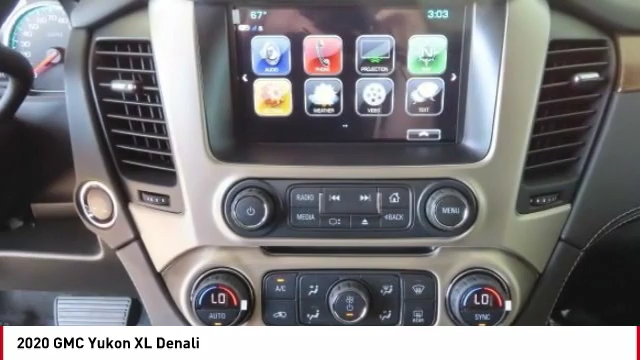 67°
3:03
AUDIO PHONE PROJECTION NAV
WEATHER VIDEO TEXT
RADIO
MEDIA
BACK
MENU
A/C
LO
AUTO
LO
SYNC
REAR
2020 GMC Yukon XL Denali